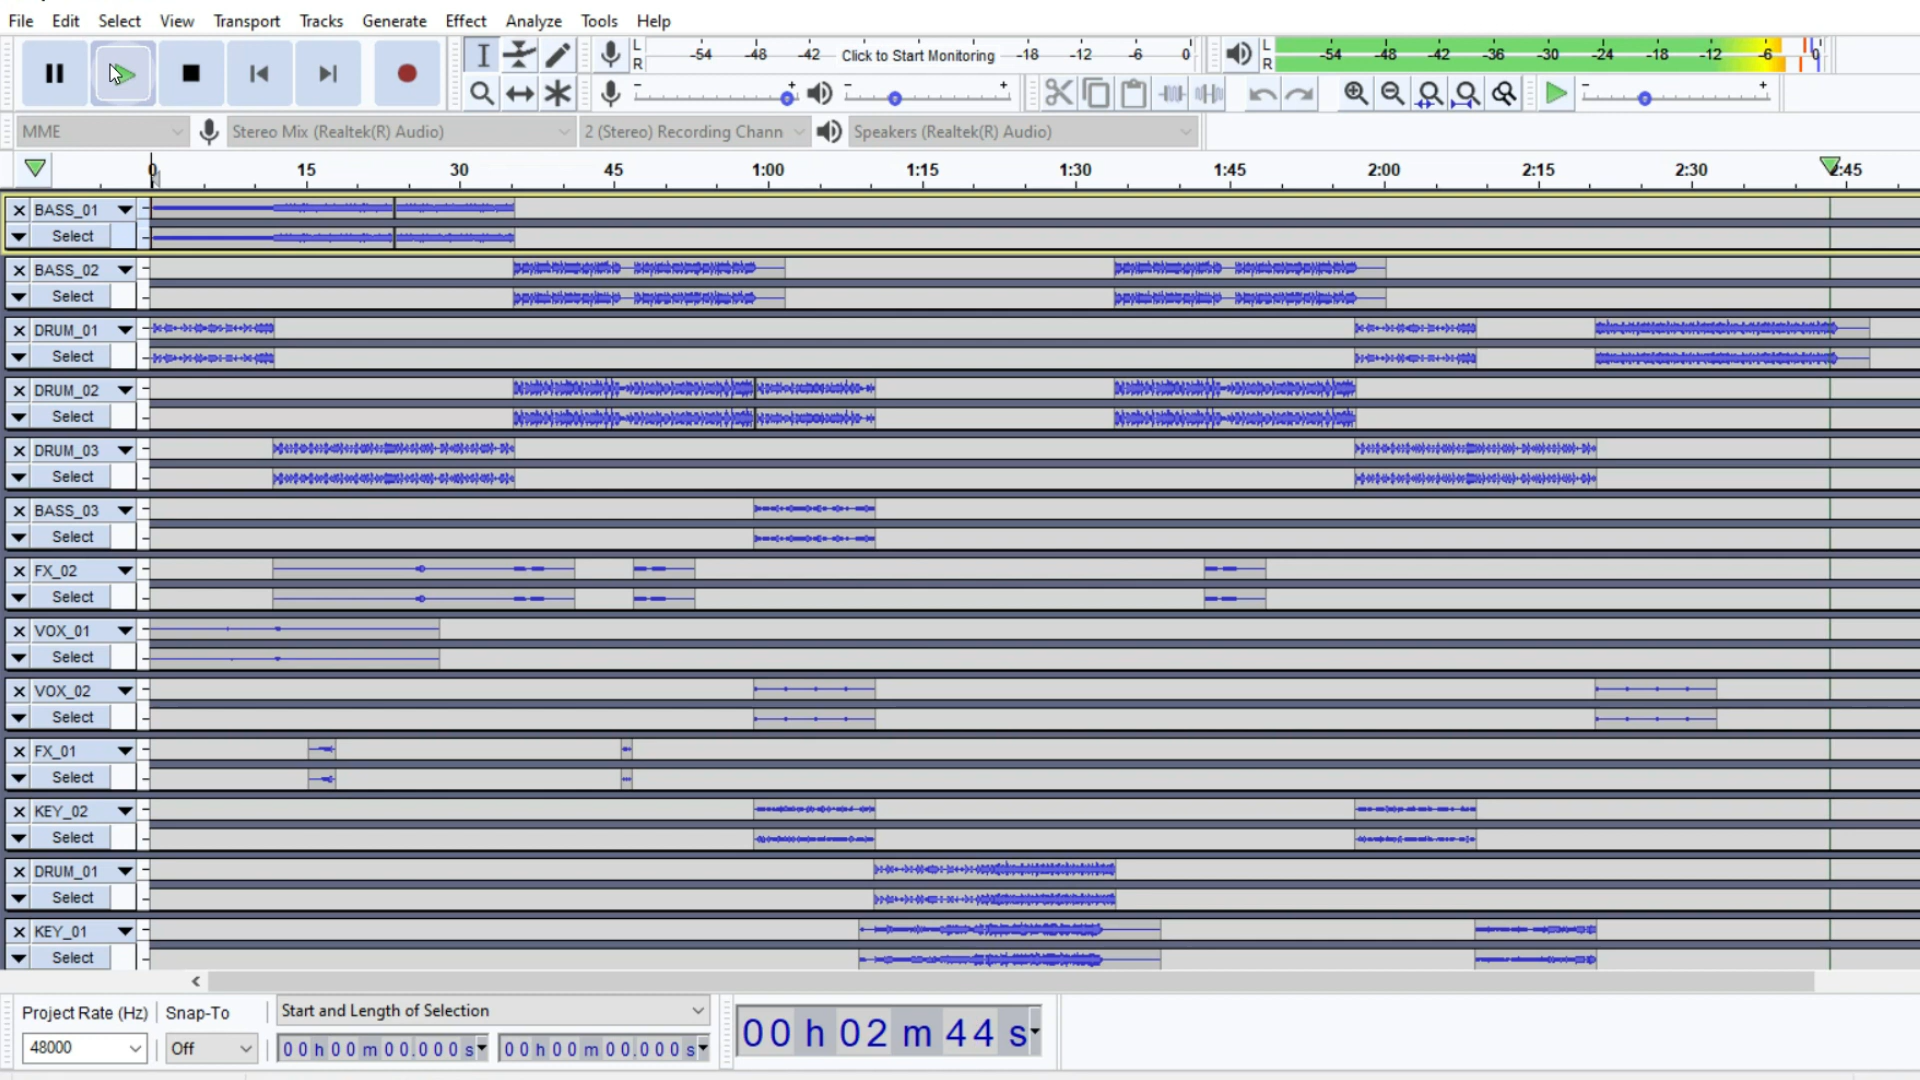 File Edit Select View Transport Tracks Generate Effect Analyze Tools Help
L R -54 -48 -42 Click to Start Monitoring -18 -12 -6 0 L R -54 -48 -42 -36 -30 -24 -18 -12 -6 0
- + - + - +
MME Stereo Mix (Realtek(R) Audio) 2 (Stereo) Recording Chann Speakers (Realtek(R) Audio)
0 15 30 45 1:00 1:15 1:30 1:45 2:00 2:15 2:30 2:45
BASS_01
Select
BASS_02
Select
DRUM_01
Select
DRUM_02
Select
DRUM_03
Select
BASS_03
Select
FX_02
Select
VOX_01
Select
VOX_02
Select
FX_01
Select
KEY_02
Select
DRUM_01
Select
KEY_01
Select
Project Rate (Hz) Snap-To Start and Length of Selection
48000 Off 00 h 00 m 00.000 s 00 h 00 m 00.000 s 00 h 02 m 44 s